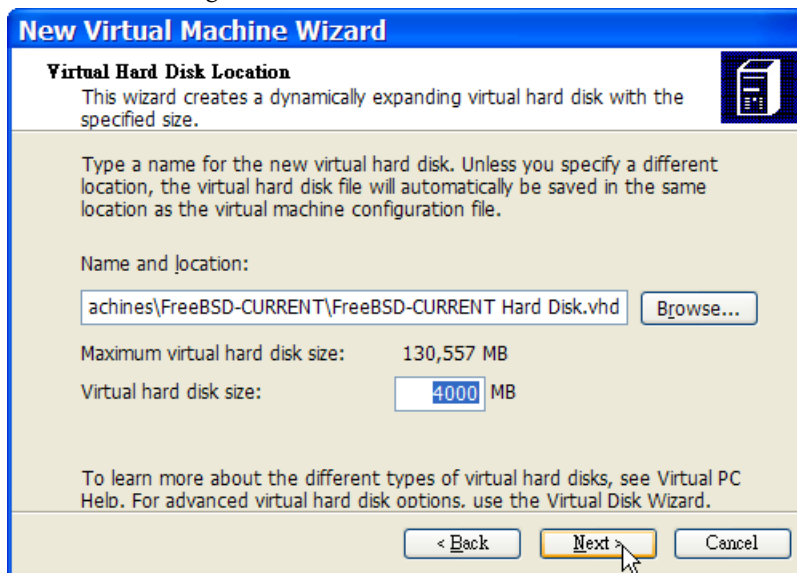 New Virtual Machine Wizard
Virtual Hard Disk Location
This wizard creates a dynamically expanding virtual hard disk with the
specified size.
Type a name for the new virtual hard disk. Unless you specify a different
location, the virtual hard disk file will automatically be saved in the same
location as the virtual machine configuration file.
Name and location:
achines\FreeBSD-CURRENT\FreeBSD-CURRENT Hard Disk.vhd Browse...
Maximum virtual hard disk size: 130,557 MB
Virtual hard disk size: 4000 MB
To learn more about the different types of virtual hard disks, see Virtual PC
Help. For advanced virtual hard disk options, use the Virtual Disk Wizard.
< Back Next > Cancel